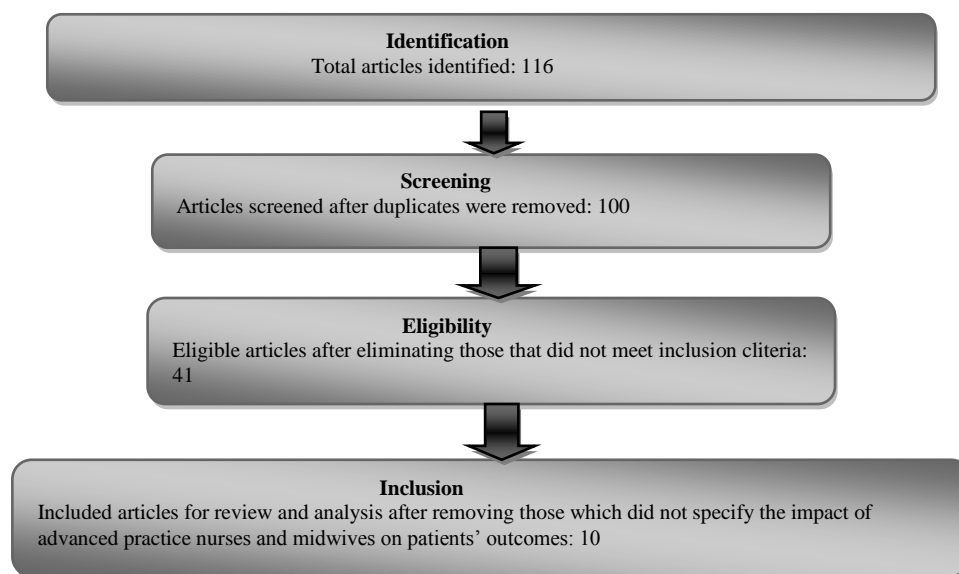 Identification
Total articles identified: 116
Screening
Articles screened after duplicates were removed: 100
Eligibility
Eligible articles after eliminating those that did not meet inclusion cliteria:
41
Inclusion
Included articles for review and analysis after removing those which did not specify the impact of
advanced practice nurses and midwives on patients’ outcomes: 10